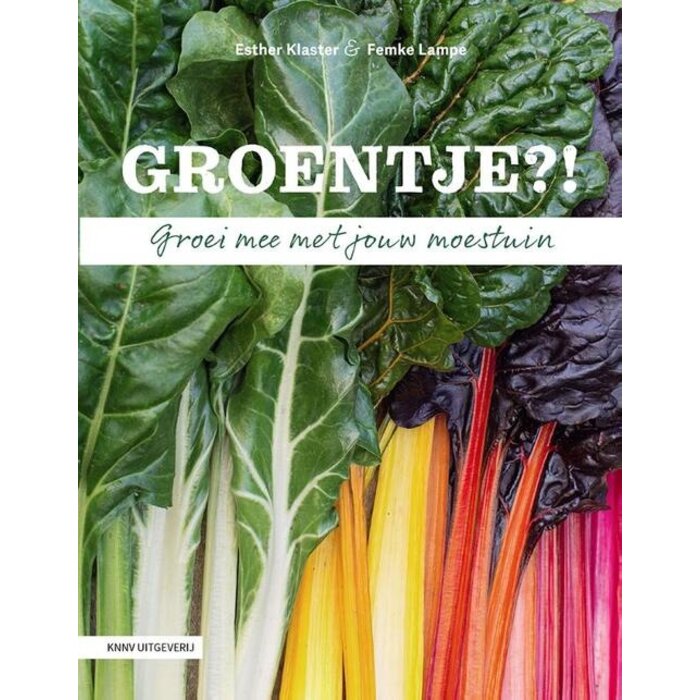 Esther Klaster & Femke Lampe
GROENTJE?!
Groei mee met jouw moestuin
KNNV UITGEVERIJ